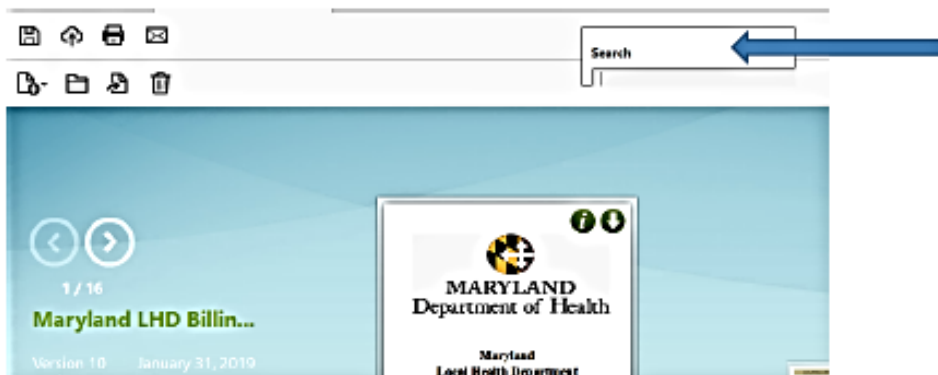 Search
1 / 16
Maryland LHD Billin...
Version 10 January 31, 2019
MARYLAND
Department of Health
Maryland
Local Health Department